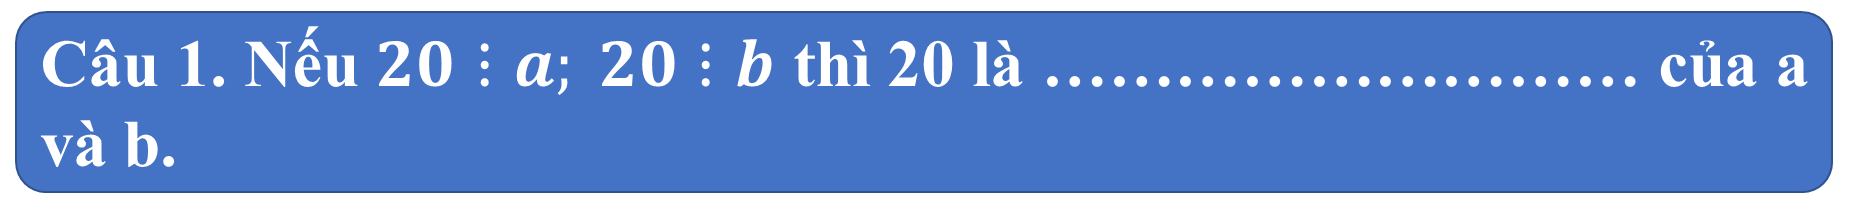 Câu 1. Nếu 20 ⋮ a; 20 ⋮ b thì 20 là ........................... của a
và b.